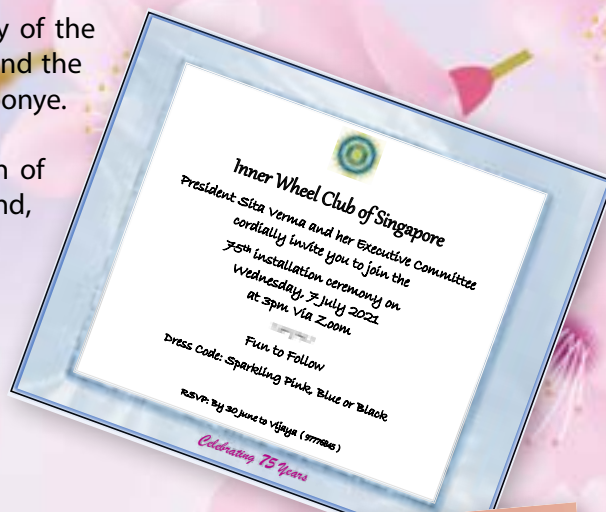 y of the
nd the
onye.
n of
nd,
Inner Wheel Club of Singapore
President Sita Verma and her Executive Committee
cordially invite you to join the
75th installation ceremony on
Wednesday, 7 July 2021
at 3pm via Zoom
Fun to Follow
Dress Code: Sparkling Pink, Blue or Black
RSVP: By 30 June to Vijaya
Celebrating 75 Years